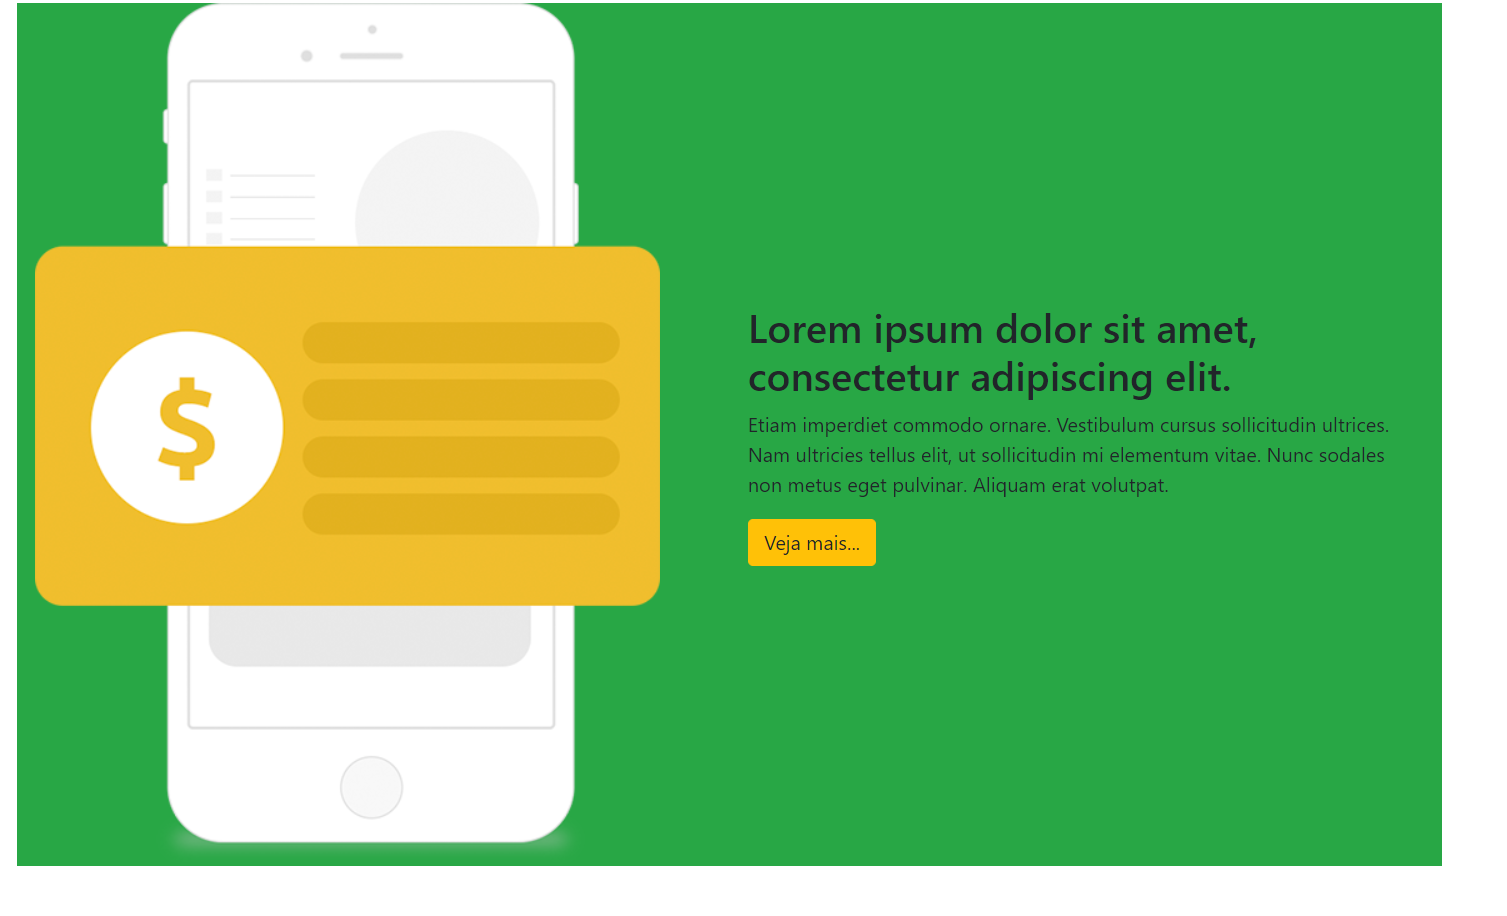 $
Lorem ipsum dolor sit amet,
consectetur adipiscing elit.
Etiam imperdiet commodo ornare. Vestibulum cursus sollicitudin ultrices.
Nam ultricies tellus elit, ut sollicitudin mi elementum vitae. Nunc sodales
non metus eget pulvinar. Aliquam erat volutpat.
Veja mais...